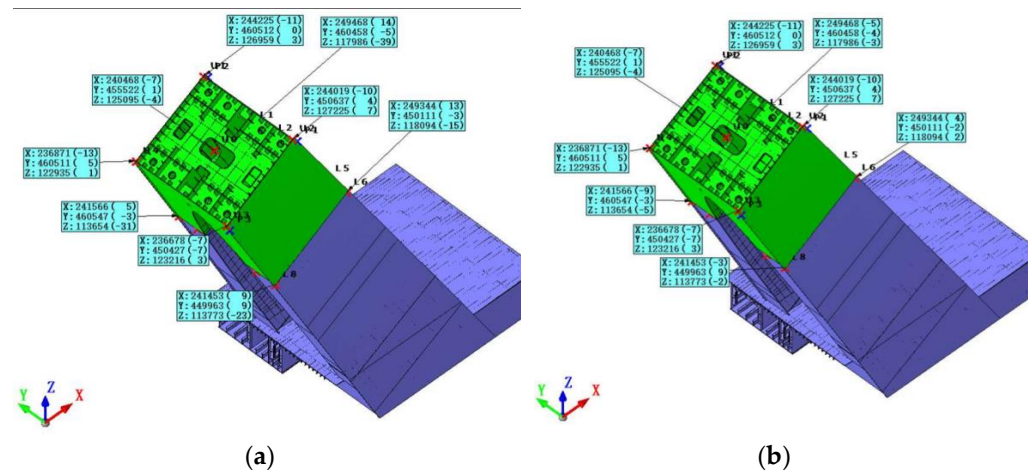 X:244225(-11)
Y:460512( 0)
Z:126959( 3)
X:249468( 14)
Y:460458( -5)
Z:117986(-39)
X:240468(-7)
Y:455522( 1)
Z:125095(-4)
X:244019(-10)
Y:450637( 4)
Z:127225( 7)
X:249344( 13)
Y:450111( -3)
Z:118094(-15)
L 1
L 2
L 5
L 6
X:236871(-13)
Y:460511( 5)
Z:122935( 1)
X:241566( 5)
Y:460547( -3)
Z:113654(-31)
X:236678(-7)
Y:450427(-7)
Z:123216( 3)
L 8
X:241453( 9)
Y:449963( 9)
Z:113773(-23)
Z
Y
X
(a)
X:244225(-11)
Y:460512( 0)
Z:126959( 3)
X:249468(-5)
Y:460458(-4)
Z:117986(-3)
X:240468(-7)
Y:455522( 1)
Z:125095(-4)
X:244019(-10)
Y:450637( 4)
Z:127225( 7)
X:249344( 4)
Y:450111(-2)
Z:118094( 2)
L 1
L 2
L 5
L 6
X:236871(-13)
Y:460511( 5)
Z:122935( 1)
X:241566(-9)
Y:460547(-3)
Z:113654(-5)
X:236678(-7)
Y:450427(-7)
Z:123216( 3)
L 8
X:241453(-3)
Y:449963( 9)
Z:113773(-2)
Z
Y
X
(b)